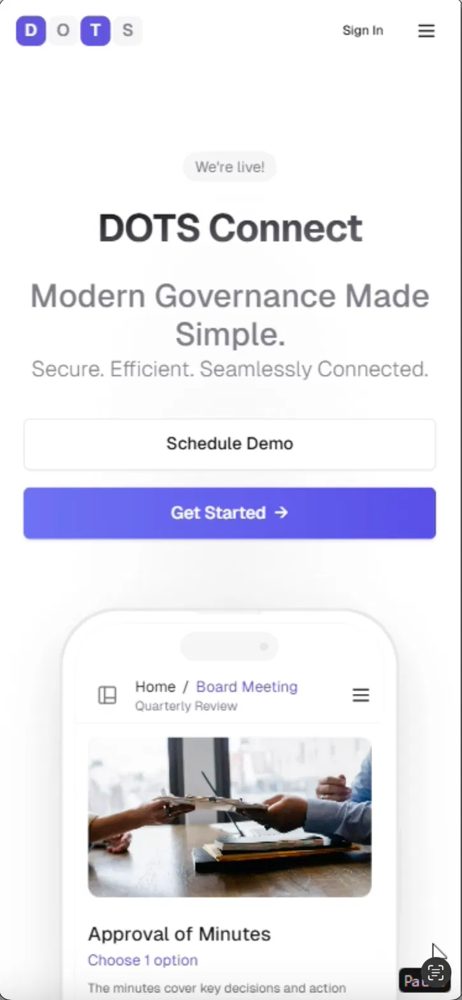 D O T S
Sign In
We're live!
DOTS Connect
Modern Governance Made
Simple.
Secure. Efficient. Seamlessly Connected.
Schedule Demo
Get Started →
Home / Board Meeting
Quarterly Review
Approval of Minutes
Choose 1 option
The minutes cover key decisions and action